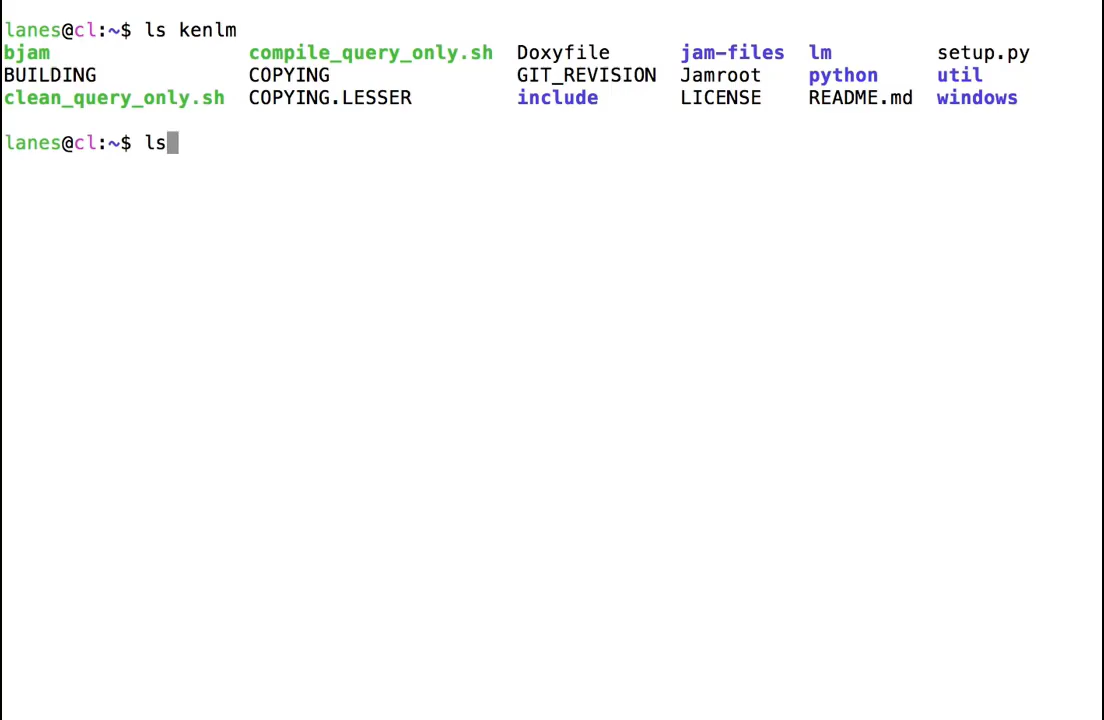 lanes@cl:~$ ls kenlm
bjam compile_query_only.sh Doxyfile jam-files lm setup.py
BUILDING COPYING GIT_REVISION Jamroot python util
clean_query_only.sh COPYING.LESSER include LICENSE README.md windows
lanes@cl:~$ ls